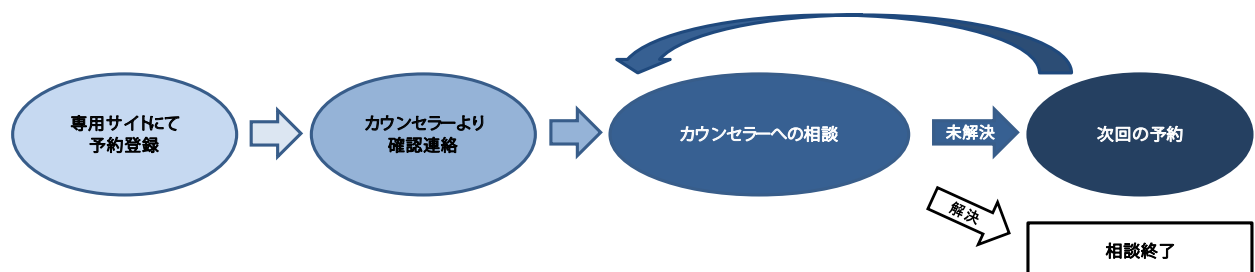 専用サイトにて
予約登録
カウンセラーより
確認連絡
カウンセラーへの相談
未解決
次回の予約
解決
相談終了